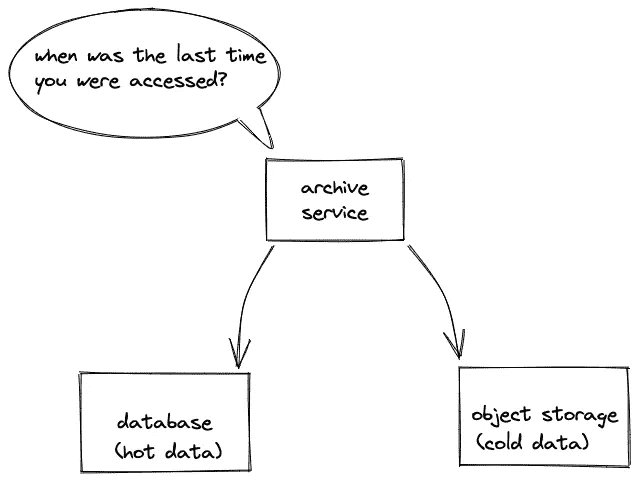 when was the last time
you were accessed?
archive
service
database
(hot data)
object storage
(cold data)